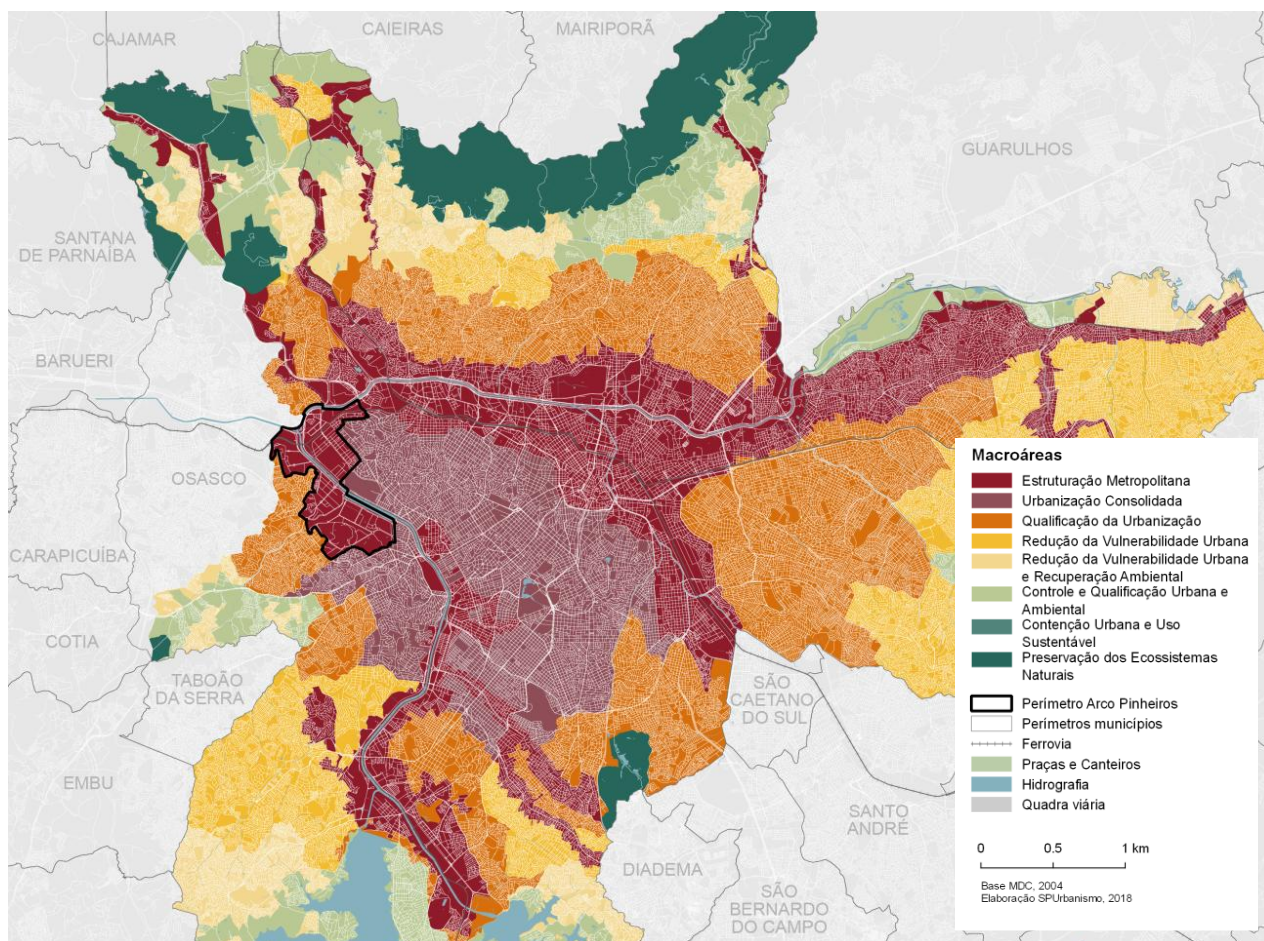 CAJAMAR
CAIEIRAS
MAIRIPORÃ
GUARULHOS
SANTANA
DE PARNAÍBA
BARUERI
OSASCO
CARAPICUÍBA
COTIA
TABOÃO
DA SERRA
EMBU
SÃO
CAETANO
DO SUL
SANTO
ANDRÉ
DIADEMA
SÃO
BERNARDO
DO CAMPO
Macroáreas
Estruturação Metropolitana
Urbanização Consolidada
Qualificação da Urbanização
Redução da Vulnerabilidade Urbana
Redução da Vulnerabilidade Urbana
e Recuperação Ambiental
Controle e Qualificação Urbana e
Ambiental
Contenção Urbana e Uso
Sustentável
Preservação dos Ecossistemas
Naturais
Perímetro Arco Pinheiros
Perímetros municípios
Ferrovia
Praças e Canteiros
Hidrografia
Quadra viária
0 0.5 1 km
Base MDC, 2004
Elaboração SPUrbanismo, 2018